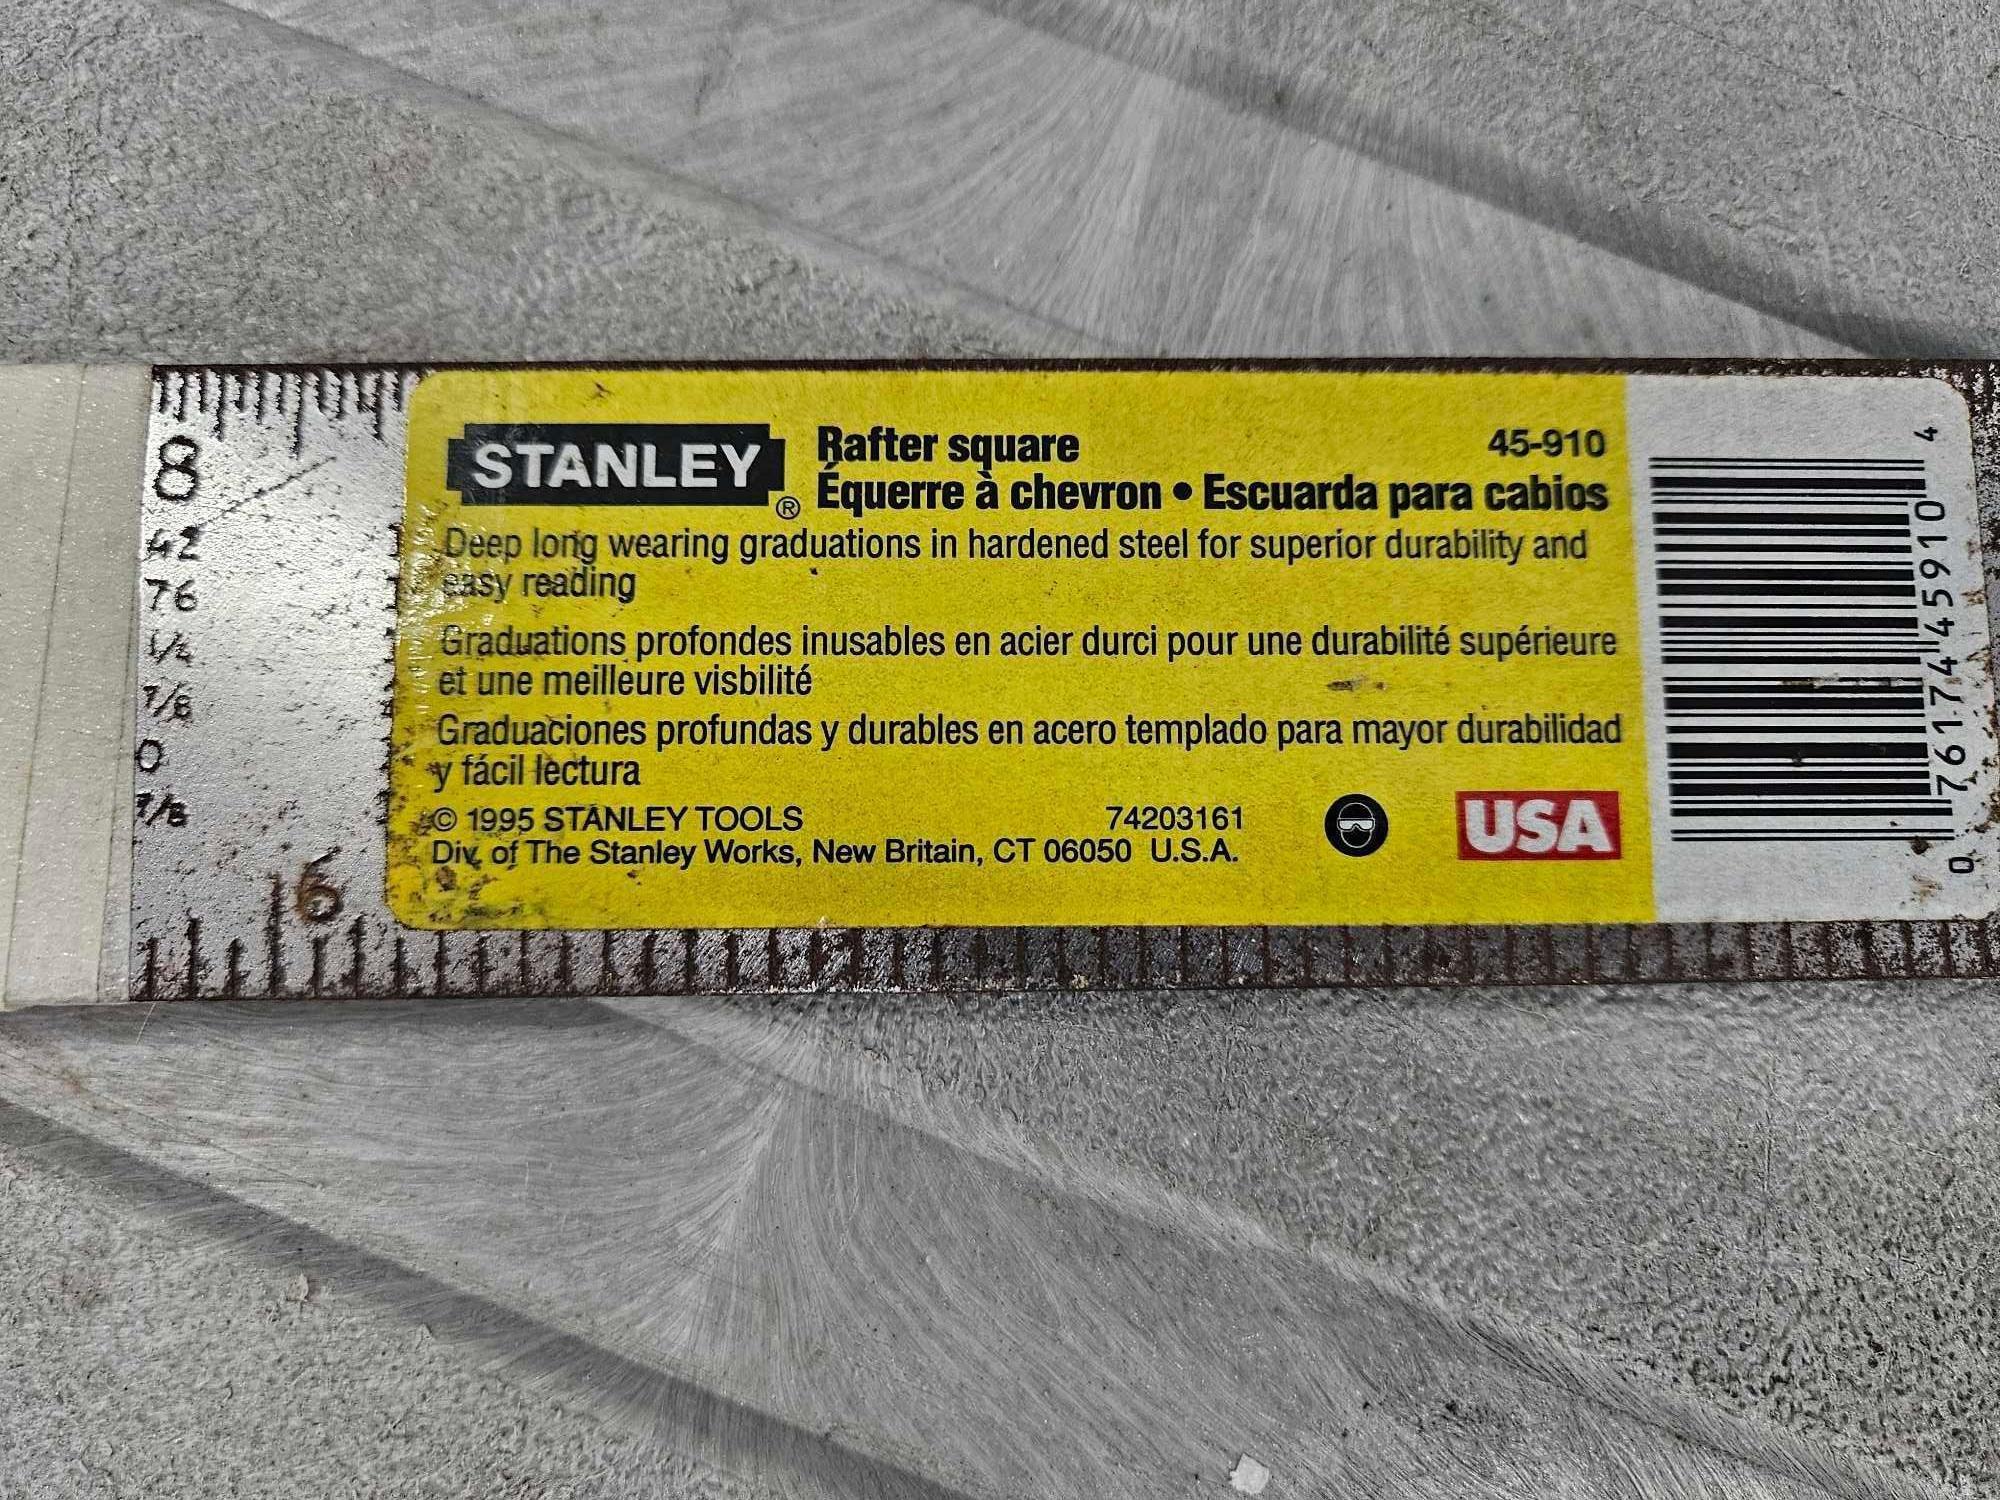 STANLEY ®
Rafter square 45-910
Équerre à chevron • Escuarda para cabios
Deep long wearing graduations in hardened steel for superior durability and
easy reading
Graduations profondes inusables en acier durci pour une durabilité supérieure
et une meilleure visbilité
Graduaciones profundas y durables en acero templado para mayor durabilidad
y fácil lectura
© 1995 STANLEY TOOLS 74203161
Div. of The Stanley Works, New Britain, CT 06050 U.S.A.
USA
0 76174 45910 4
8
42
76
1/4
7/8
0
7/8
6